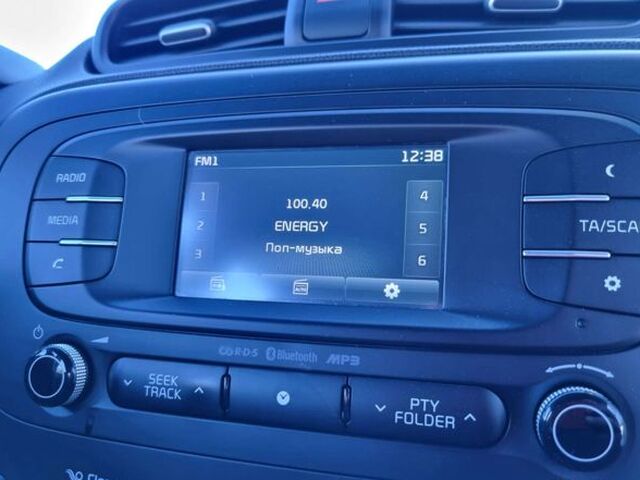 FM1 12:38
RADIO
MEDIA
1
2
3
100.40
ENERGY
Поп-музыка
4
5
6
AUTO
TA/SCA
R·D·S Bluetooth MP3
SEEK
TRACK
PTY
FOLDER